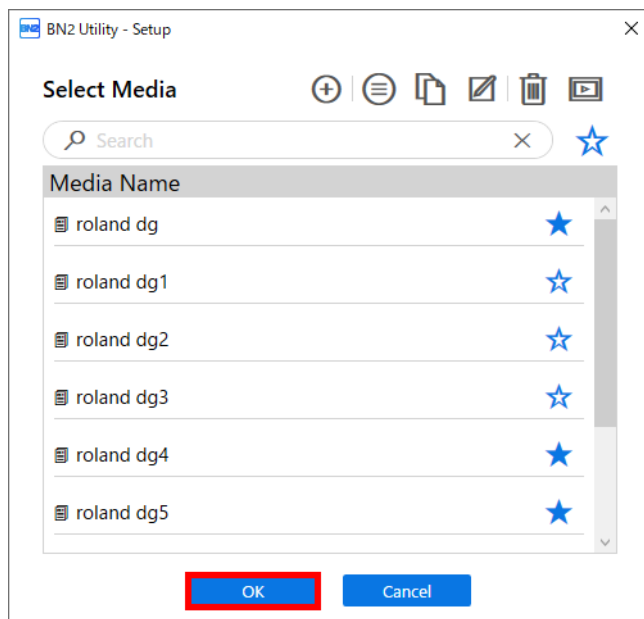 BN2 BN2 Utility - Setup
Select Media
Search
Media Name
roland dg
roland dg1
roland dg2
roland dg3
roland dg4
roland dg5
OK Cancel